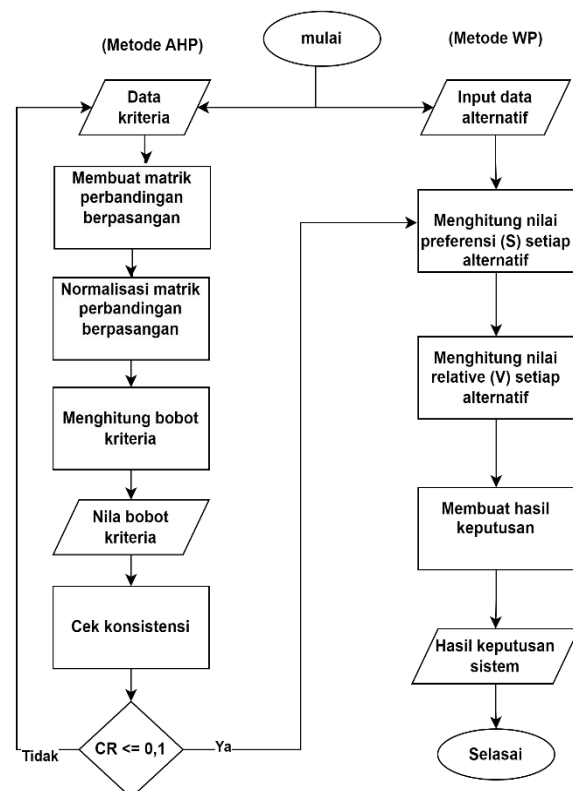 (Metode AHP)
mulai
(Metode WP)
Data
kriteria
Input data
alternatif
Membuat matrik
perbandingan
berpasangan
Menghitung nilai
preferensi (S) setiap
alternatif
Normalisasi matrik
perbandingan
berpasangan
Menghitung nilai
relative (V) setiap
alternatif
Menghitung bobot
kriteria
Membuat hasil
keputusan
Nila bobot
kriteria
Cek konsistensi
Hasil keputusan
sistem
CR <= 0,1
Tidak
Ya
Selasai